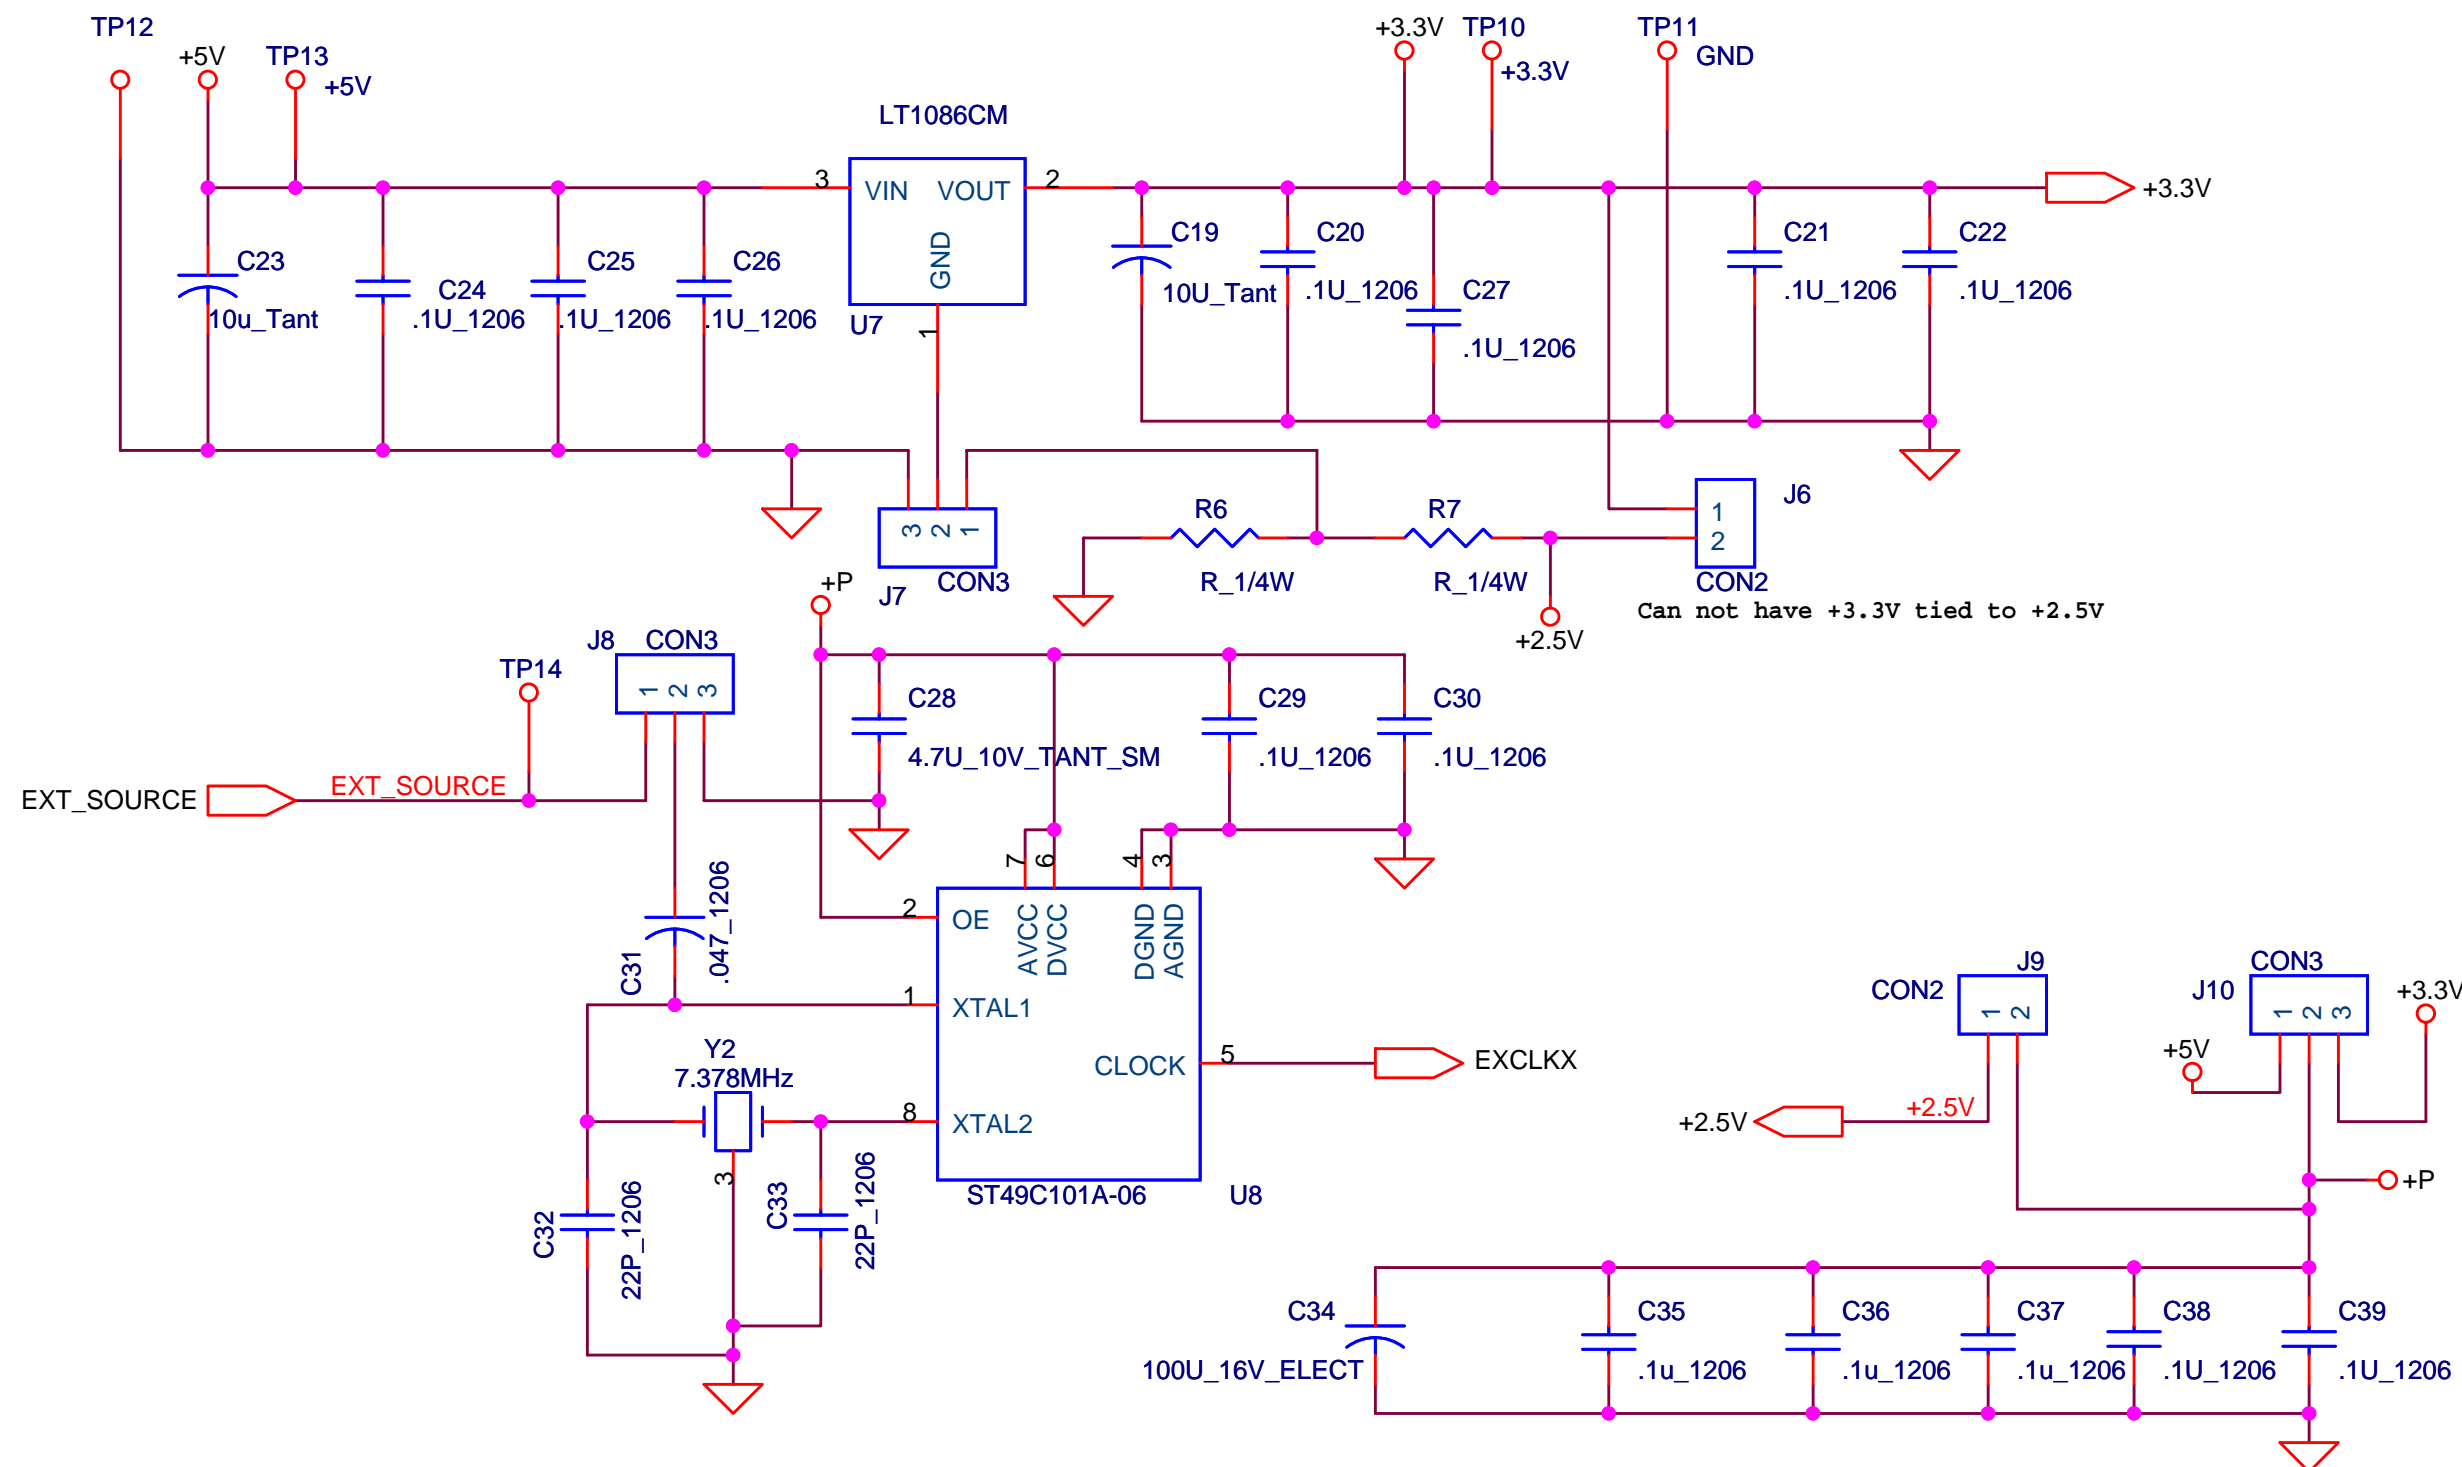 TP12
+5V
TP13
+5V
LT1086CM
+3.3V
TP10
+3.3V
TP11
GND
3
VIN
VOUT
2
GND
1
U7
+3.3V
C23
10u_Tant
C24
.1U_1206
C25
.1U_1206
C26
.1U_1206
C19
10U_Tant
C20
.1U_1206
C27
.1U_1206
C21
.1U_1206
C22
.1U_1206
3
2
1
J7
CON3
R6
R_1/4W
R7
R_1/4W
+2.5V
J6
1
2
CON2
Can not have +3.3V tied to +2.5V
+P
J8
CON3
1
2
3
TP14
EXT_SOURCE
EXT_SOURCE
C28
4.7U_10V_TANT_SM
C29
.1U_1206
C30
.1U_1206
C31
.047_1206
7
6
4
3
2
OE
AVCC
DVCC
DGND
AGND
1
XTAL1
CLOCK
5
EXCLKX
8
XTAL2
ST49C101A-06
U8
Y2
7.378MHz
3
C32
22P_1206
C33
22P_1206
J9
CON2
1
2
+2.5V
+2.5V
CON3
J10
1
2
3
+3.3V
+5V
+P
C34
100U_16V_ELECT
C35
.1u_1206
C36
.1u_1206
C37
.1u_1206
C38
.1U_1206
C39
.1U_1206